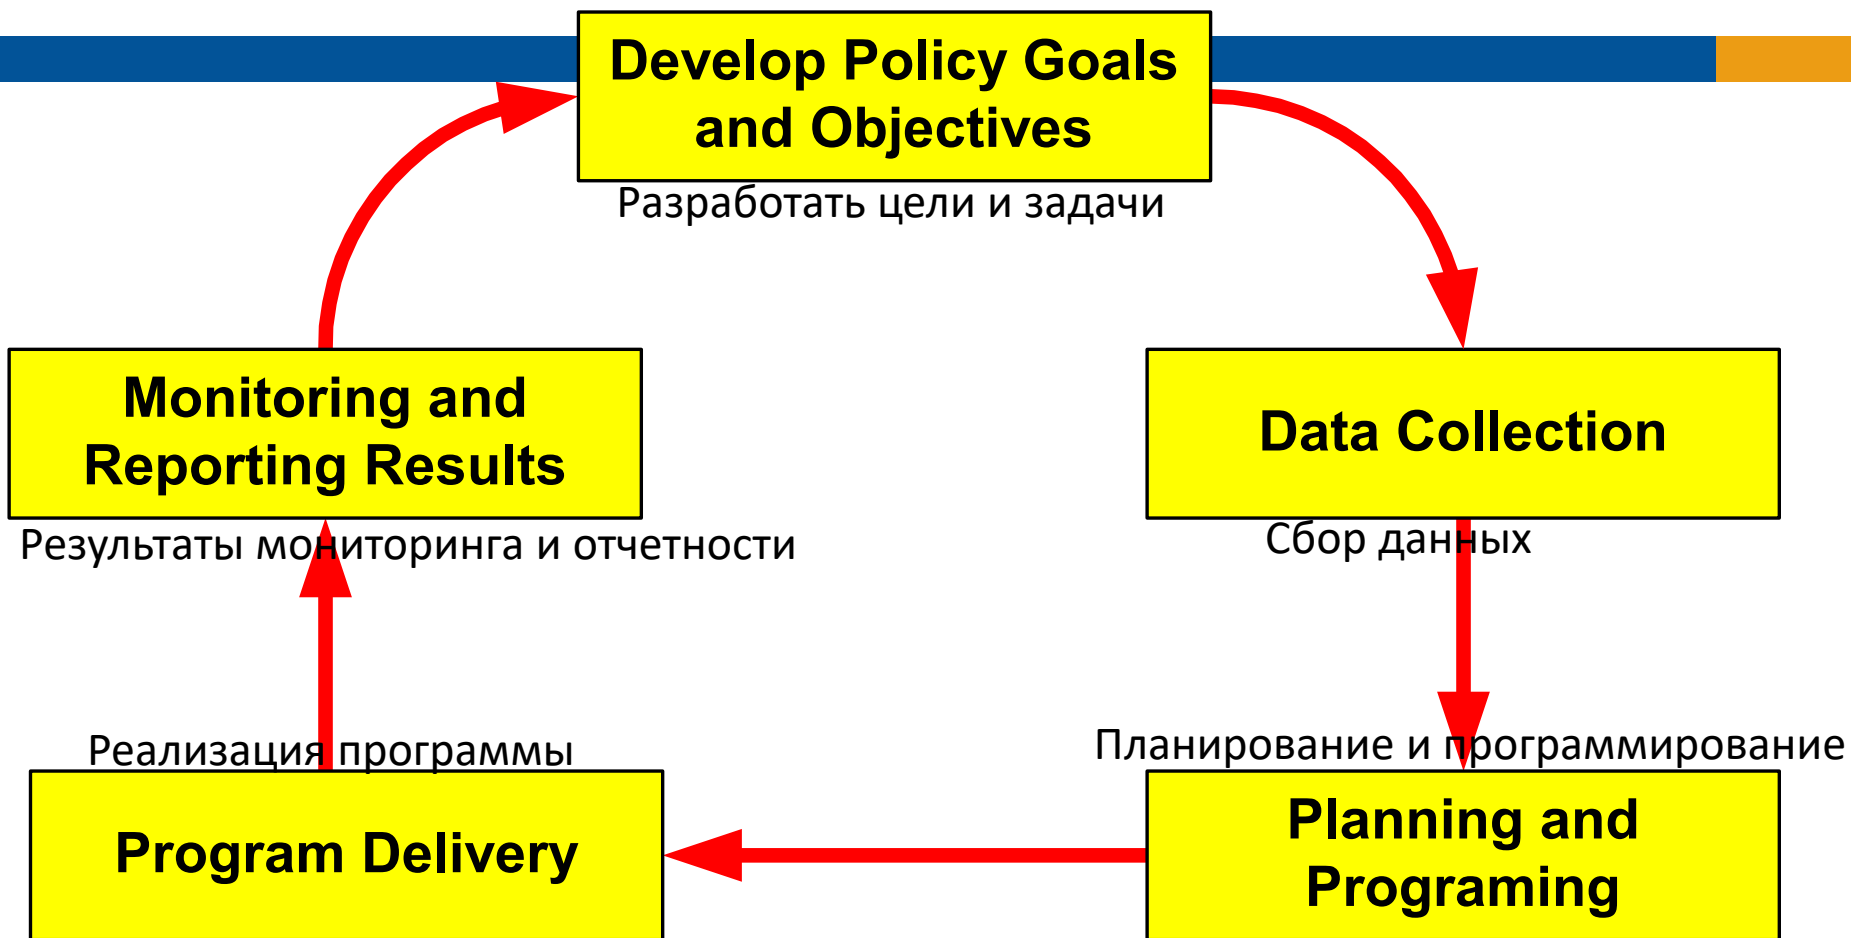 Develop Policy Goals
and Objectives
Разработать цели и задачи
Monitoring and
Reporting Results
Результаты мониторинга и отчетности
Data Collection
Сбор данных
Реализация программы
Program Delivery
Планирование и программирование
Planning and
Programing